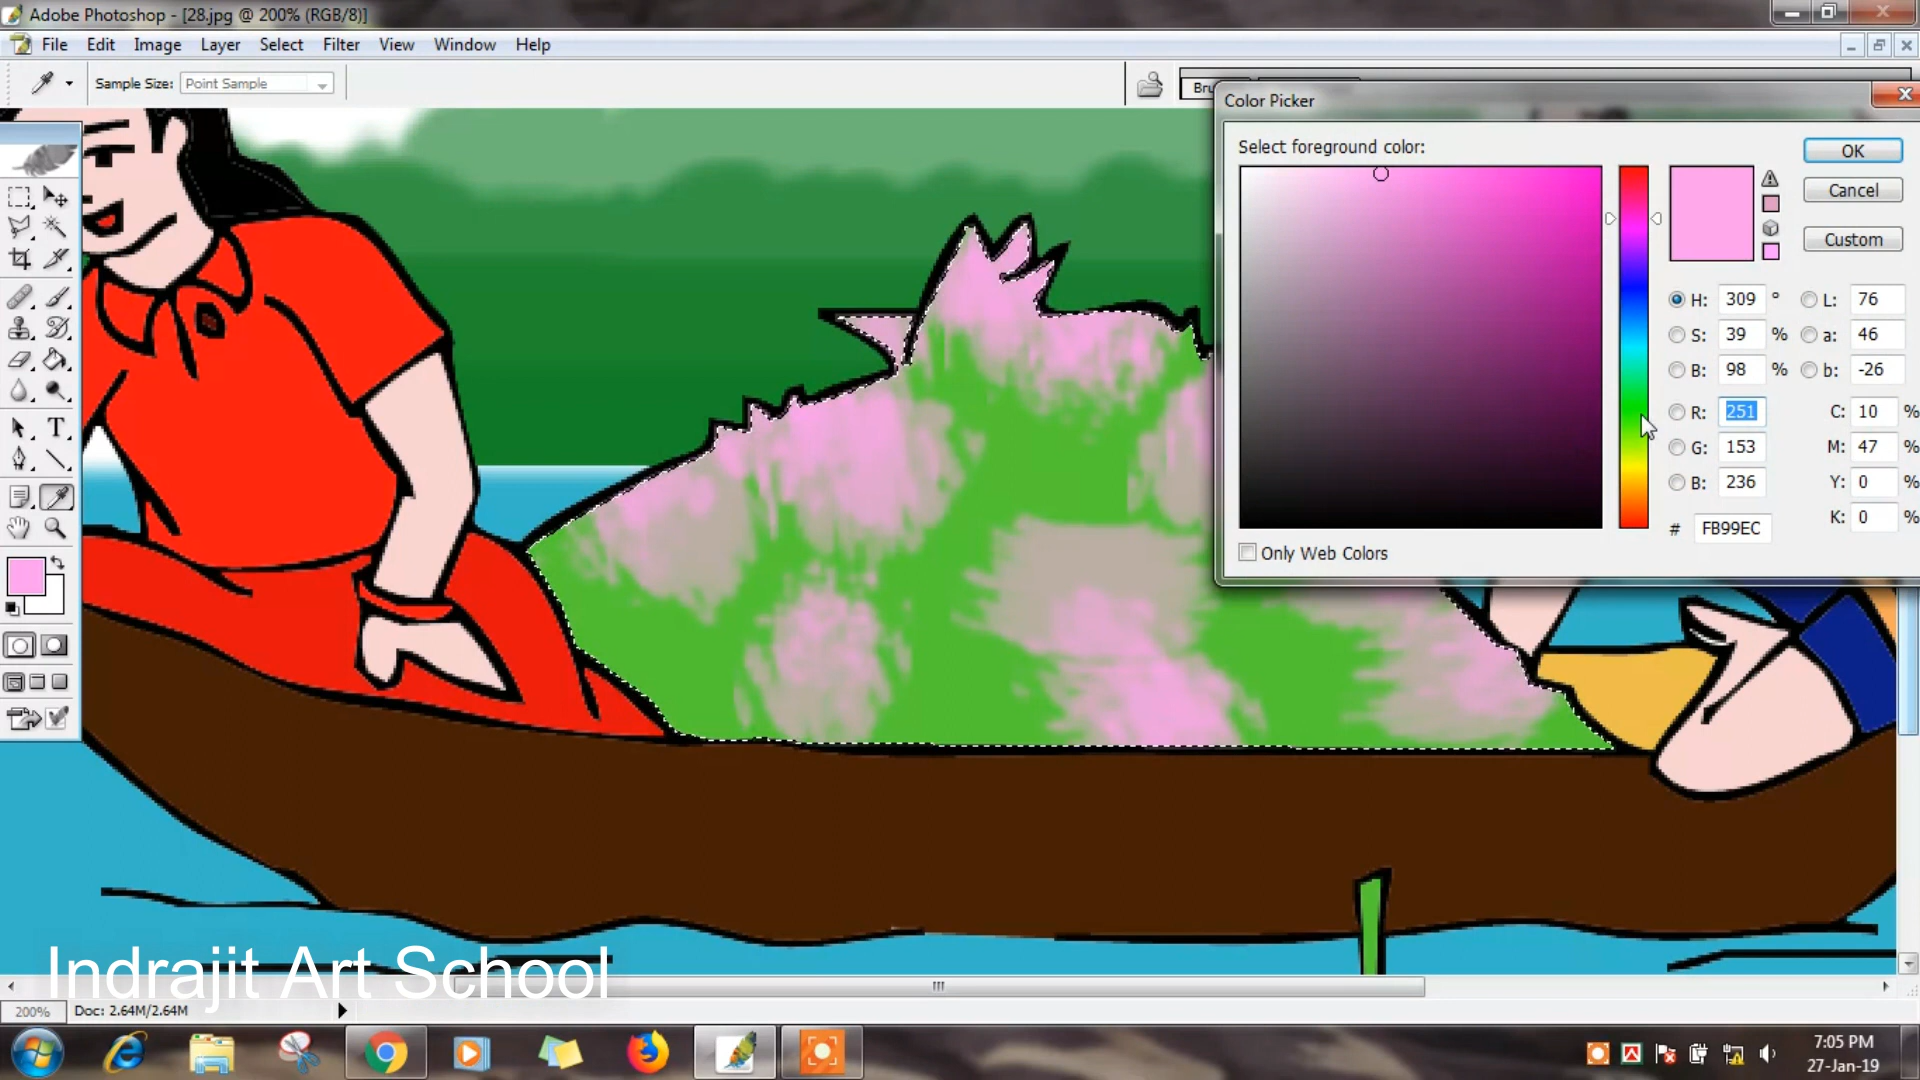 Adobe Photoshop - [28.jpg @ 200% (RGB/8)]
File Edit Image Layer Select Filter View Window Help
Sample Size: Point Sample
Color Picker
Select foreground color:
OK
Cancel
Custom
H: 309 ° L: 76
S: 39 % a: 46
B: 98 % b: -26
R: 251 C: 10 %
G: 153 M: 47 %
B: 236 Y: 0 %
# FB99EC K: 0 %
Only Web Colors
Indrajit Art School
200% Doc: 2.64M/2.64M
7:05 PM
27-Jan-19